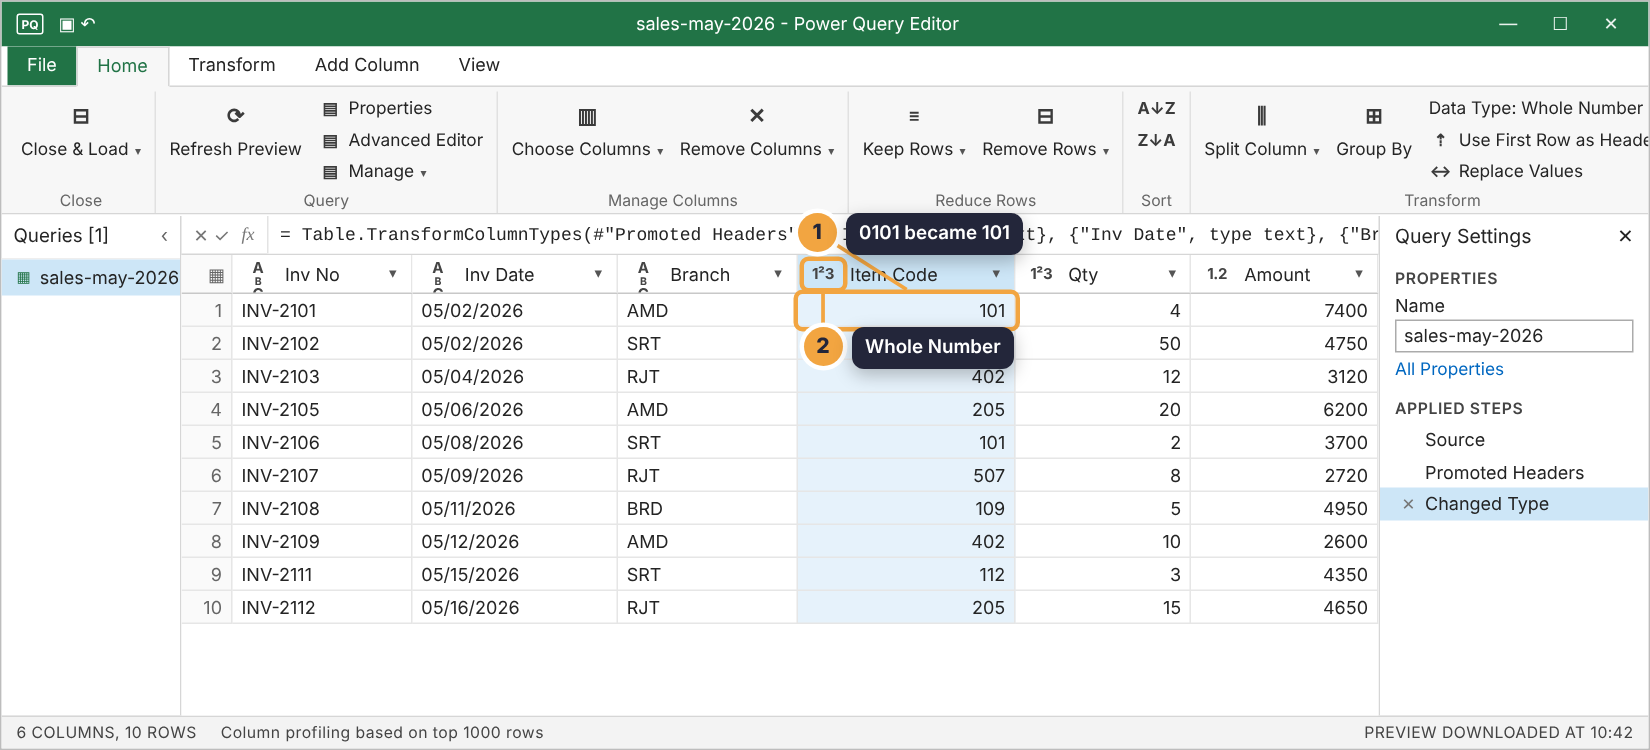 PQ
sales-may-2026 - Power Query Editor
File Home Transform Add Column View
Close & Load
Close
Refresh Preview
Properties
Advanced Editor
Manage
Query
Choose Columns
Remove Columns
Manage Columns
Keep Rows
Remove Rows
Reduce Rows
A↓Z
Z↓A
Sort
Split Column
Group By
Data Type: Whole Number
Use First Row as Heade
Replace Values
Transform
Queries [1]
sales-may-2026
fx = Table.TransformColumnTypes(#"Promoted Headers" t}, {"Inv Date", type text}, {"Br
1 0101 became 101
ABC Inv No ABC Inv Date ABC Branch 1²3 Item Code 1²3 Qty 1.2 Amount
1 INV-2101 05/02/2026 AMD 101 4 7400
2 INV-2102 05/02/2026 SRT 50 4750
2 Whole Number
3 INV-2103 05/04/2026 RJT 402 12 3120
4 INV-2105 05/06/2026 AMD 205 20 6200
5 INV-2106 05/08/2026 SRT 101 2 3700
6 INV-2107 05/09/2026 RJT 507 8 2720
7 INV-2108 05/11/2026 BRD 109 5 4950
8 INV-2109 05/12/2026 AMD 402 10 2600
9 INV-2111 05/15/2026 SRT 112 3 4350
10 INV-2112 05/16/2026 RJT 205 15 4650
Query Settings
PROPERTIES
Name
sales-may-2026
All Properties
APPLIED STEPS
Source
Promoted Headers
Changed Type
6 COLUMNS, 10 ROWS Column profiling based on top 1000 rows PREVIEW DOWNLOADED AT 10:42